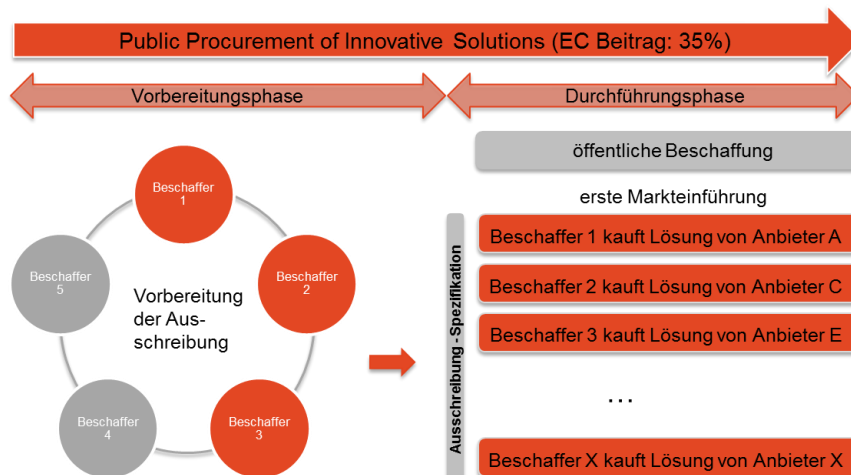 Public Procurement of Innovative Solutions (EC Beitrag: 35%)
Vorbereitungsphase
Durchführungsphase
Beschaffer
1
Beschaffer
2
Beschaffer
3
Beschaffer
4
Beschaffer
5
Vorbereitung
der Aus-
schreibung
öffentliche Beschaffung
erste Markteinführung
Ausschreibung - Spezifikation
Beschaffer 1 kauft Lösung von Anbieter A
Beschaffer 2 kauft Lösung von Anbieter C
Beschaffer 3 kauft Lösung von Anbieter E
...
Beschaffer X kauft Lösung von Anbieter X